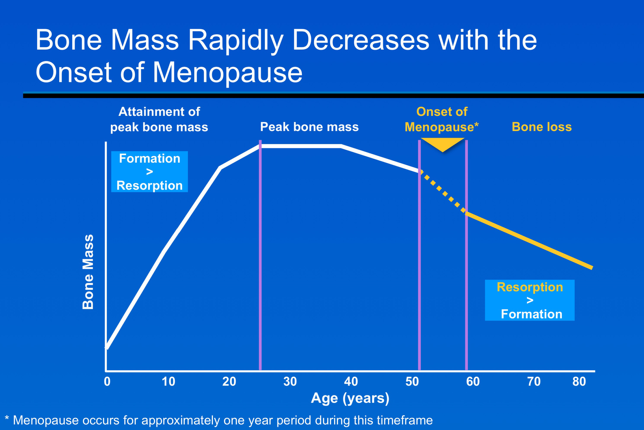 Bone Mass Rapidly Decreases with the
Onset of Menopause
Attainment of
peak bone mass
Peak bone mass
Onset of
Menopause*
Bone loss
Formation
>
Resorption
Bone Mass
Resorption
>
Formation
0 10 20 30 40 50 60 70 80
Age (years)
* Menopause occurs for approximately one year period during this timeframe